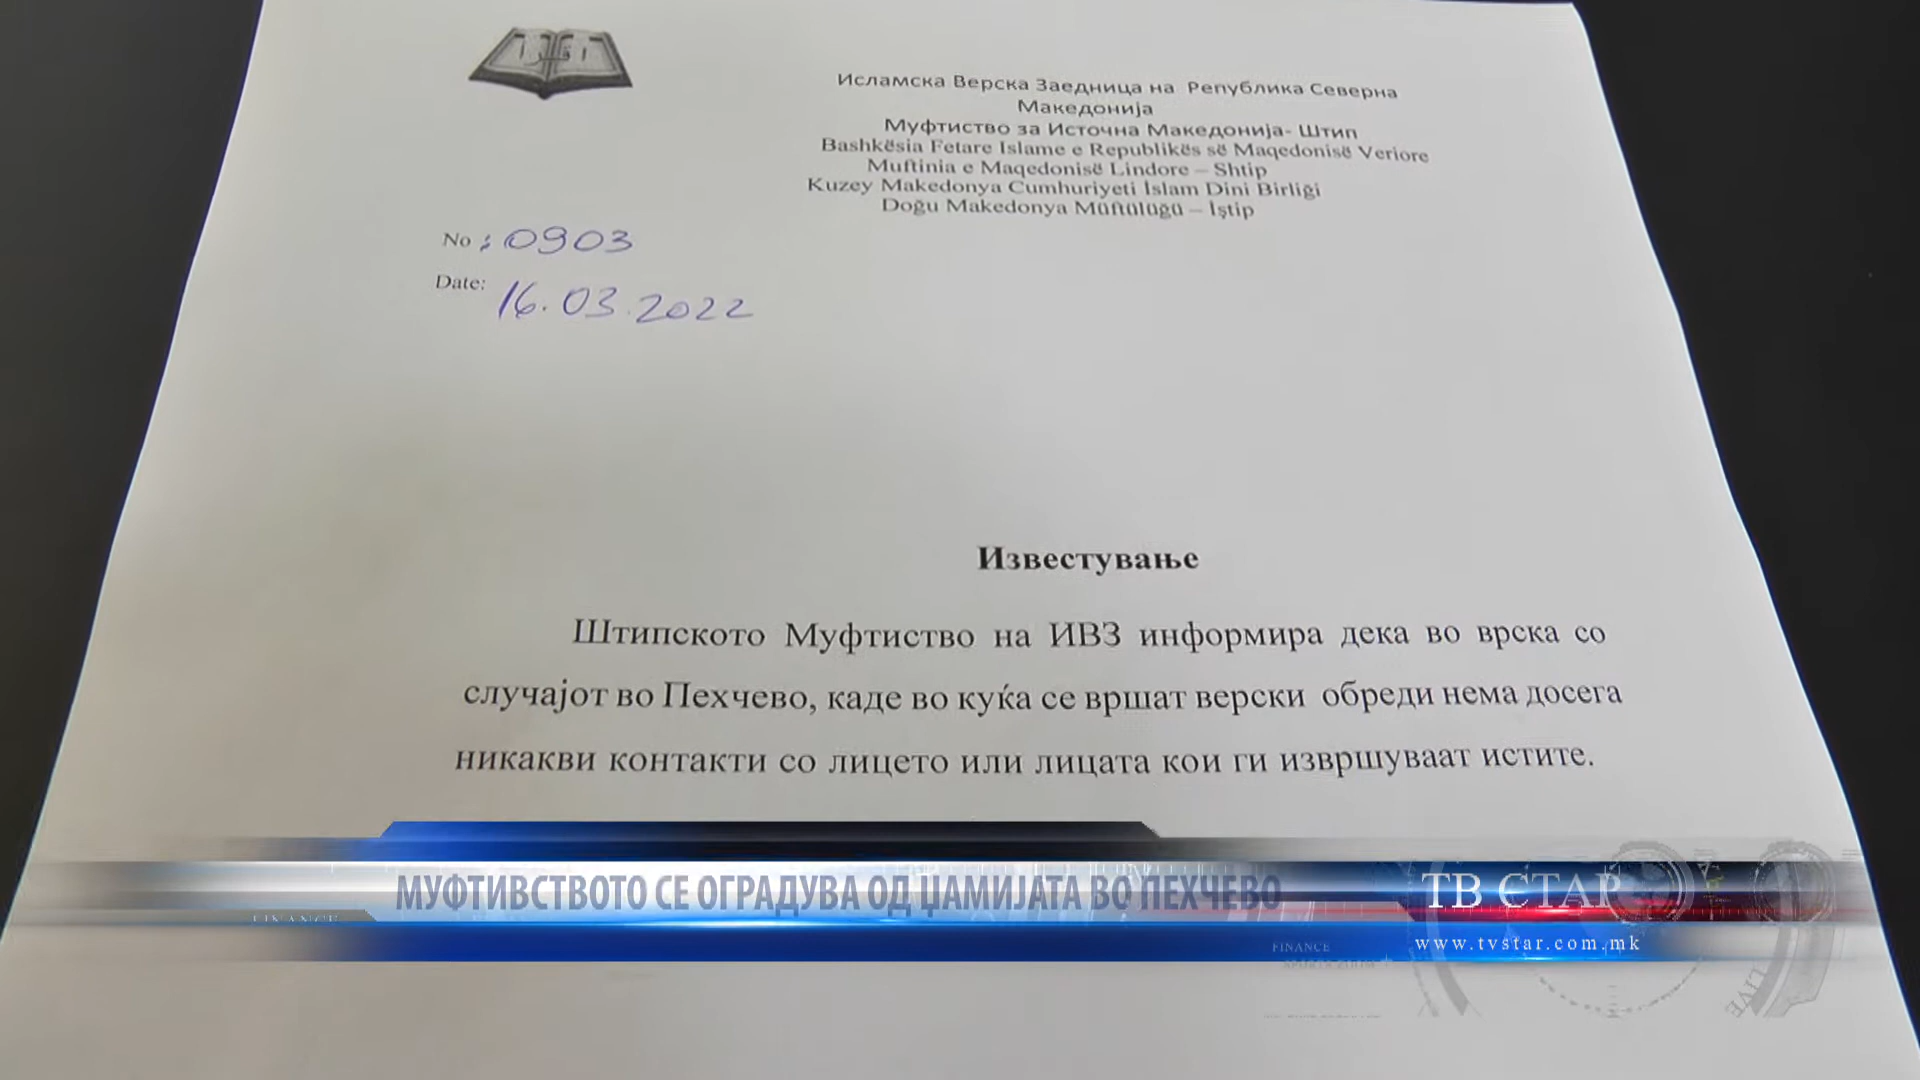 اقرأ
Исламска Верска Заедница на Република Северна
Македонија
Муфтиство за Источна Македонија- Штип
Bashkësia Fetare Islame e Republikës së Maqedonisë Veriore
Muftinia e Maqedonisë Lindore – Shtip
Kuzey Makedonya Cumhuriyeti İslam Dini Birliği
Doğu Makedonya Müftülüğü – İştip
No : 0903
Date: 16.03.2022
Известување
Штипското Муфтиство на ИВЗ информира дека во врска со
случајот во Пехчево, каде во куќа се вршат верски обреди нема досега
никакви контакти со лицето или лицата кои ги извршуваат истите.
МУФТИВСТВОТО СЕ ОГРАДУВА ОД ЏАМИЈАТА ВО ПЕХЧЕВО
ТВ СТАР
FINANCE
FINANCE
www.tvstar.com.mk
LIVE